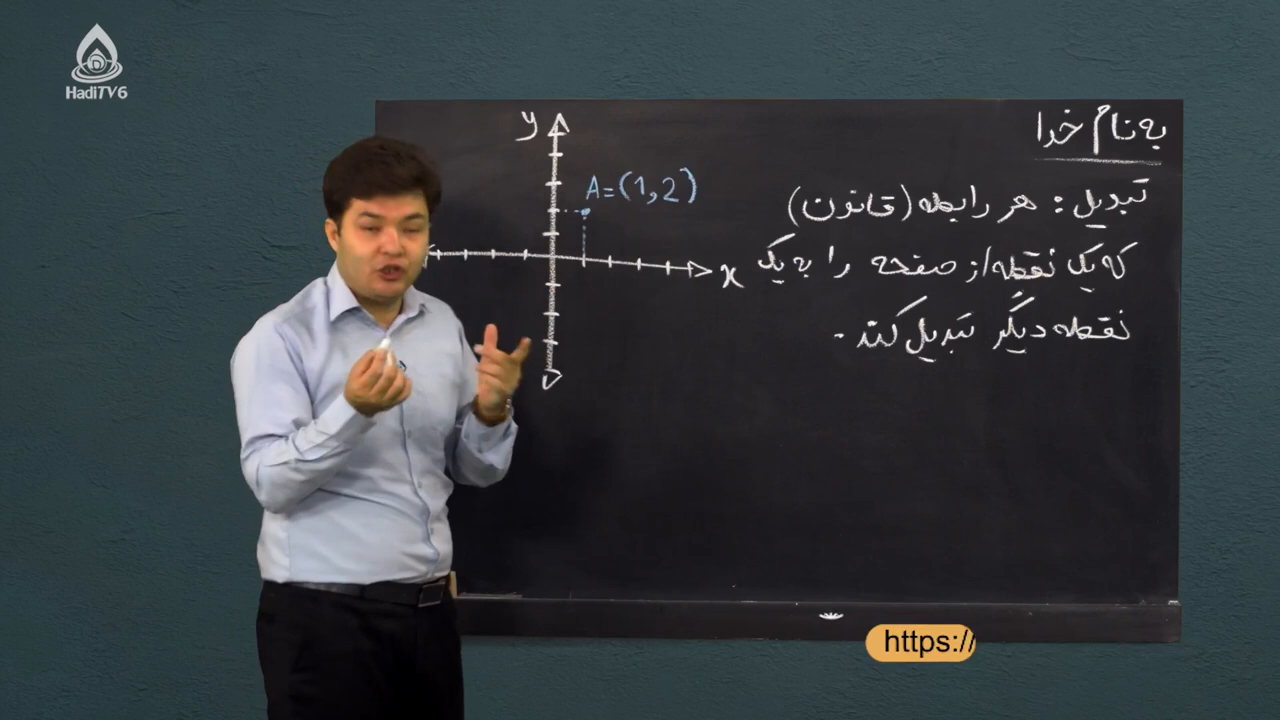 HadiTV6
به نام خدا
تبدیل : هر رابطه (قانون)
که یک نقطه از صفحه را به یک
نقطه دیگر تبدیل کند.
y
A=(1,2)
x
https://